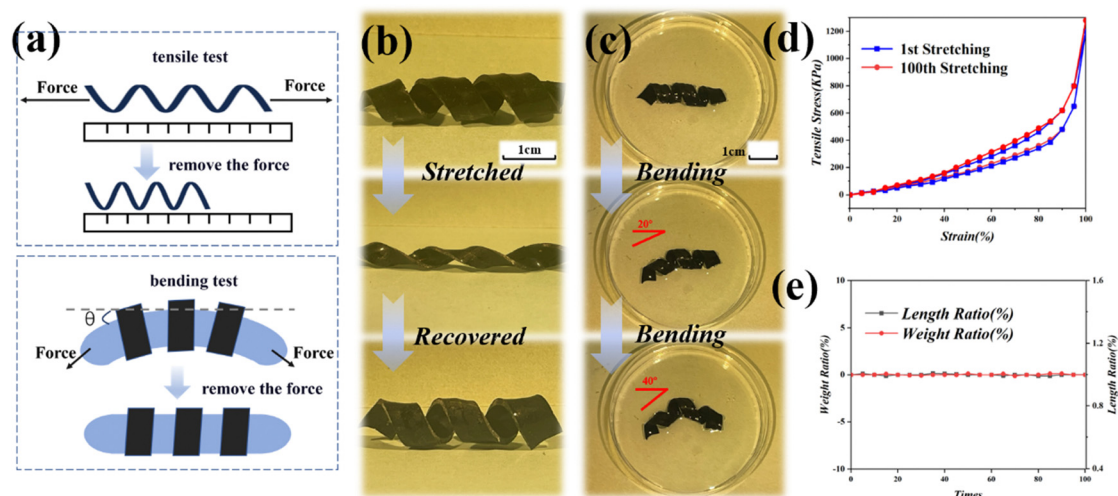 (a)
tensile test
Force
Force
remove the force
bending test
θ
Force
Force
remove the force
(b)
1cm
Stretched
Recovered
(c)
1cm
Bending
20°
Bending
40°
(d)
1st Stretching
100th Stretching
Tensile Stress(KPa)
1200
1000
800
600
400
200
0
0 20 40 60 80 100
Strain(%)
(e)
Length Ratio(%)
Weight Ratio(%)
Weight Ratio(%)
10
5
0
-5
-10
1.6
1.2
0.8
0.4
Length Ratio(%)
0 20 40 60 80 100
Times